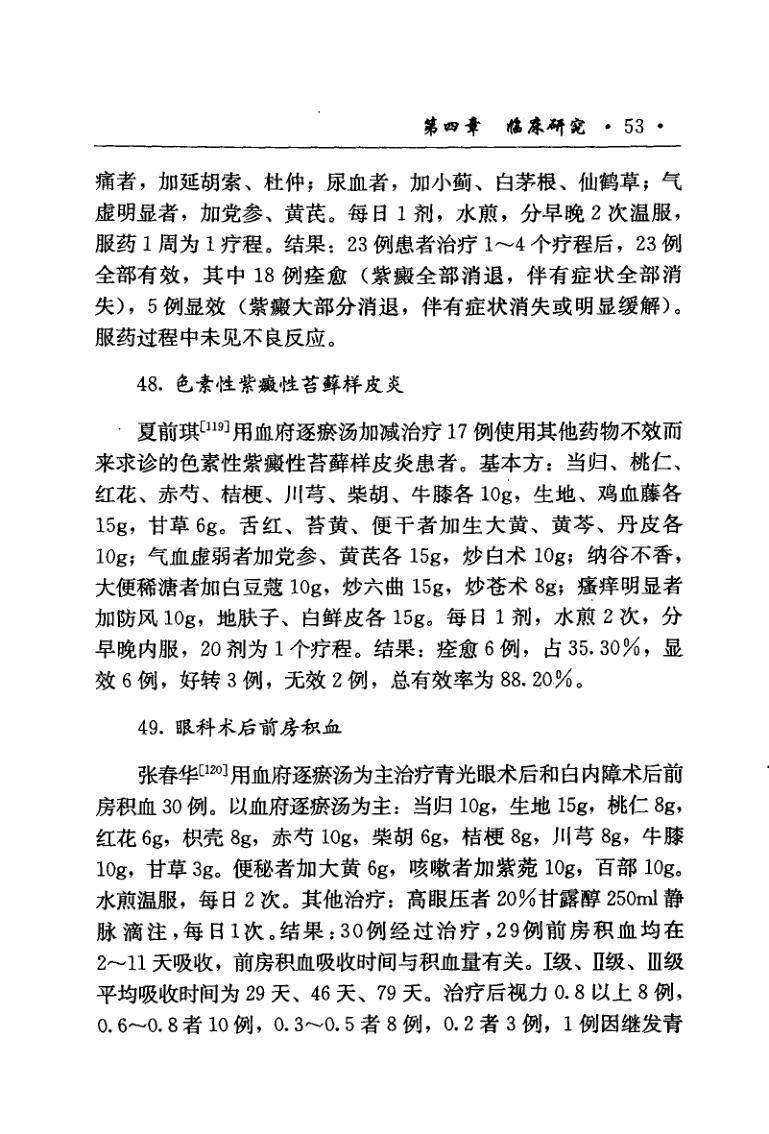 第四章 临床研究 · 53 ·
痛者，加延胡索、杜仲；尿血者，加小蓟、白茅根、仙鹤草；气
虚明显者，加党参、黄芪。每日 1 剂，水煎，分早晚 2 次温服，
服药 1 周为 1 疗程。结果：23 例患者治疗 1～4 个疗程后，23 例
全部有效，其中 18 例痊愈（紫癜全部消退，伴有症状全部消
失），5 例显效（紫癜大部分消退，伴有症状消失或明显缓解）。
服药过程中未见不良反应。
48. 色素性紫癜性苔藓样皮炎
夏前琪[119]用血府逐瘀汤加减治疗 17 例使用其他药物不效而
来求诊的色素性紫癜性苔藓样皮炎患者。基本方：当归、桃仁、
红花、赤芍、桔梗、川芎、柴胡、牛膝各 10g，生地、鸡血藤各
15g，甘草 6g。舌红、苔黄、便干者加生大黄、黄芩、丹皮各
10g；气血虚弱者加党参、黄芪各 15g，炒白术 10g；纳谷不香，
大便稀溏者加白豆蔻 10g，炒六曲 15g，炒苍术 8g；瘙痒明显者
加防风 10g，地肤子、白鲜皮各 15g。每日 1 剂，水煎 2 次，分
早晚内服，20 剂为 1 个疗程。结果：痊愈 6 例，占 35.30%，显
效 6 例，好转 3 例，无效 2 例，总有效率为 88.20%。
49. 眼科术后前房积血
张春华[120]用血府逐瘀汤为主治疗青光眼术后和白内障术后前
房积血 30 例。以血府逐瘀汤为主：当归 10g，生地 15g，桃仁 8g，
红花 6g，枳壳 8g，赤芍 10g，柴胡 6g，桔梗 8g，川芎 8g，牛膝
10g，甘草 3g。便秘者加大黄 6g，咳嗽者加紫菀 10g，百部 10g。
水煎温服，每日 2 次。其他治疗：高眼压者 20%甘露醇 250ml 静
脉滴注，每日1次。结果：30例经过治疗，29例前房积血均在
2～11 天吸收，前房积血吸收时间与积血量有关。Ⅰ级、Ⅱ级、Ⅲ级
平均吸收时间为 29 天、46 天、79 天。治疗后视力 0.8 以上 8 例，
0.6～0.8 者 10 例，0.3～0.5 者 8 例，0.2 者 3 例，1 例因继发青